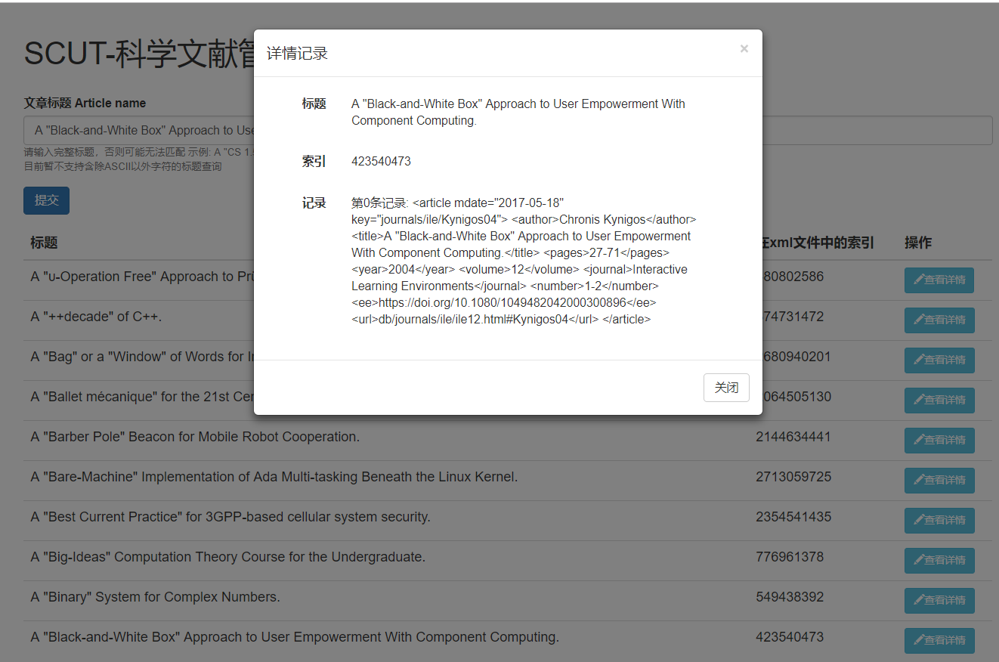 SCUT-科学文献管
详情记录
×
文章标题 Article name
A "Black-and-White Box" Approach to Use
请输入完整标题，否则可能无法匹配 示例: A "CS 1.
目前暂不支持含除ASCII以外字符的标题查询
提交
标题 A "Black-and-White Box" Approach to User Empowerment With
Component Computing.
索引 423540473
记录 第0条记录: <article mdate="2017-05-18"
key="journals/ile/Kynigos04"> <author>Chronis Kynigos</author>
<title>A "Black-and-White Box" Approach to User Empowerment
With Component Computing.</title> <pages>27-71</pages>
<year>2004</year> <volume>12</volume> <journal>Interactive
Learning Environments</journal> <number>1-2</number>
<ee>https://doi.org/10.1080/1049482042000300896</ee>
<url>db/journals/ile/ile12.html#Kynigos04</url> </article>
关闭
标题 在xml文件中的索引 操作
A "υ-Operation Free" Approach to Prü 80802586 查看详情
A "++decade" of C++. 74731472 查看详情
A "Bag" or a "Window" of Words for In 680940201 查看详情
A "Ballet mécanique" for the 21st Cen 064505130 查看详情
A "Barber Pole" Beacon for Mobile Robot Cooperation. 2144634441 查看详情
A "Bare-Machine" Implementation of Ada Multi-tasking Beneath the Linux Kernel. 2713059725 查看详情
A "Best Current Practice" for 3GPP-based cellular system security. 2354541435 查看详情
A "Big-Ideas" Computation Theory Course for the Undergraduate. 776961378 查看详情
A "Binary" System for Complex Numbers. 549438392 查看详情
A "Black-and-White Box" Approach to User Empowerment With Component Computing. 423540473 查看详情